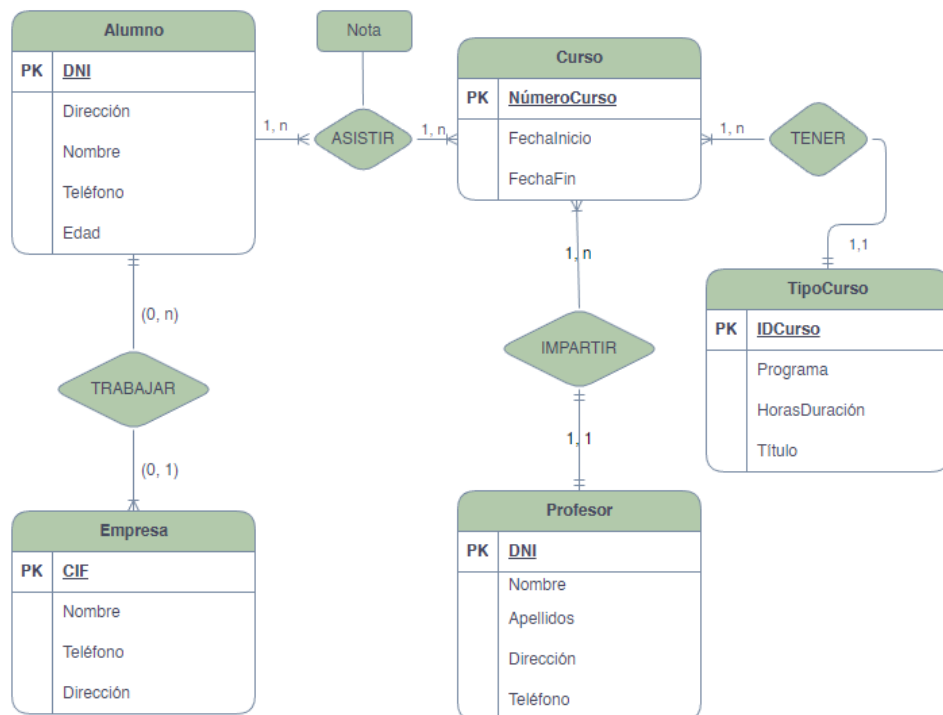 Alumno
PK DNI
Dirección
Nombre
Teléfono
Edad
Nota
1, n
ASISTIR
1, n
Curso
PK NúmeroCurso
FechaInicio
FechaFin
1, n
TENER
1,1
TipoCurso
PK IDCurso
Programa
HorasDuración
Título
(0, n)
TRABAJAR
(0, 1)
Empresa
PK CIF
Nombre
Teléfono
Dirección
1, n
IMPARTIR
1, 1
Profesor
PK DNI
Nombre
Apellidos
Dirección
Teléfono